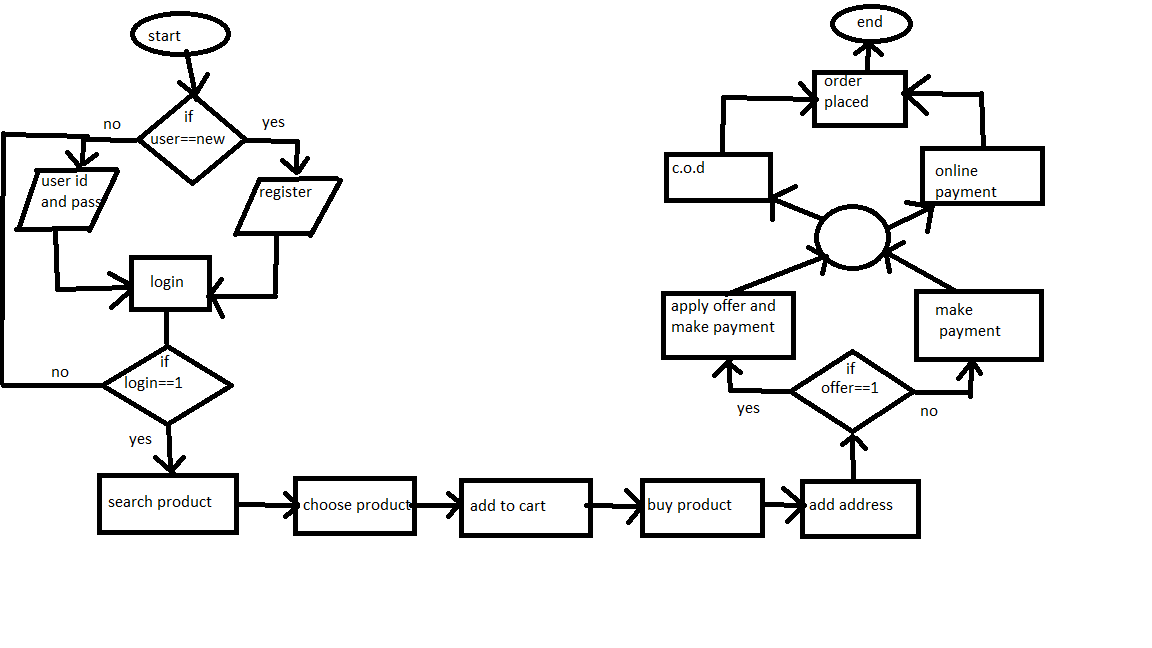 start
if
user==new
no
yes
user id
and pass
register
login
if
login==1
no
yes
search product
choose product
add to cart
buy product
add address
if
offer==1
yes
no
apply offer and
make payment
make
payment
c.o.d
online
payment
order
placed
end